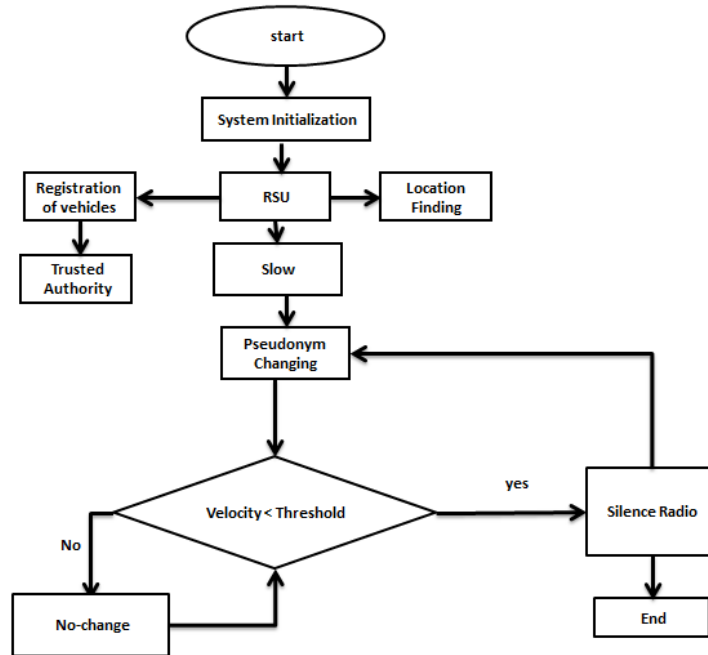 start
System Initialization
Registration
of vehicles
RSU
Location
Finding
Trusted
Authority
Slow
Pseudonym
Changing
Velocity < Threshold
yes
No
Silence Radio
No-change
End